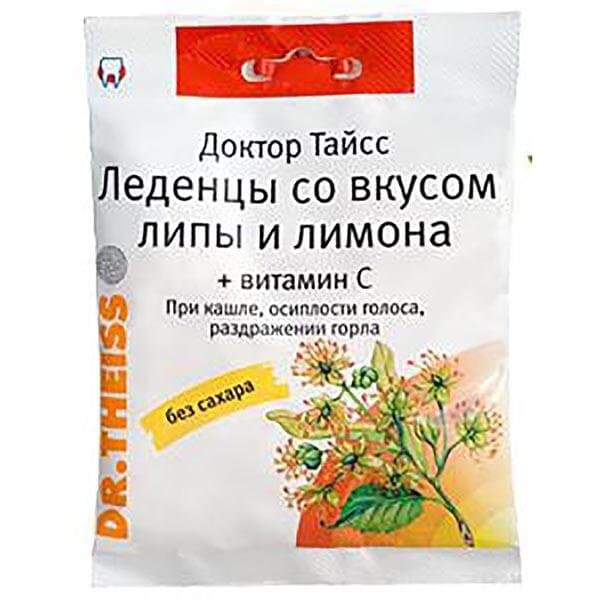 Доктор Тайсс
Леденцы со вкусом
липы и лимона
+ витамин С
При кашле, осиплости голоса,
раздражении горла
без сахара
DR.THEISS